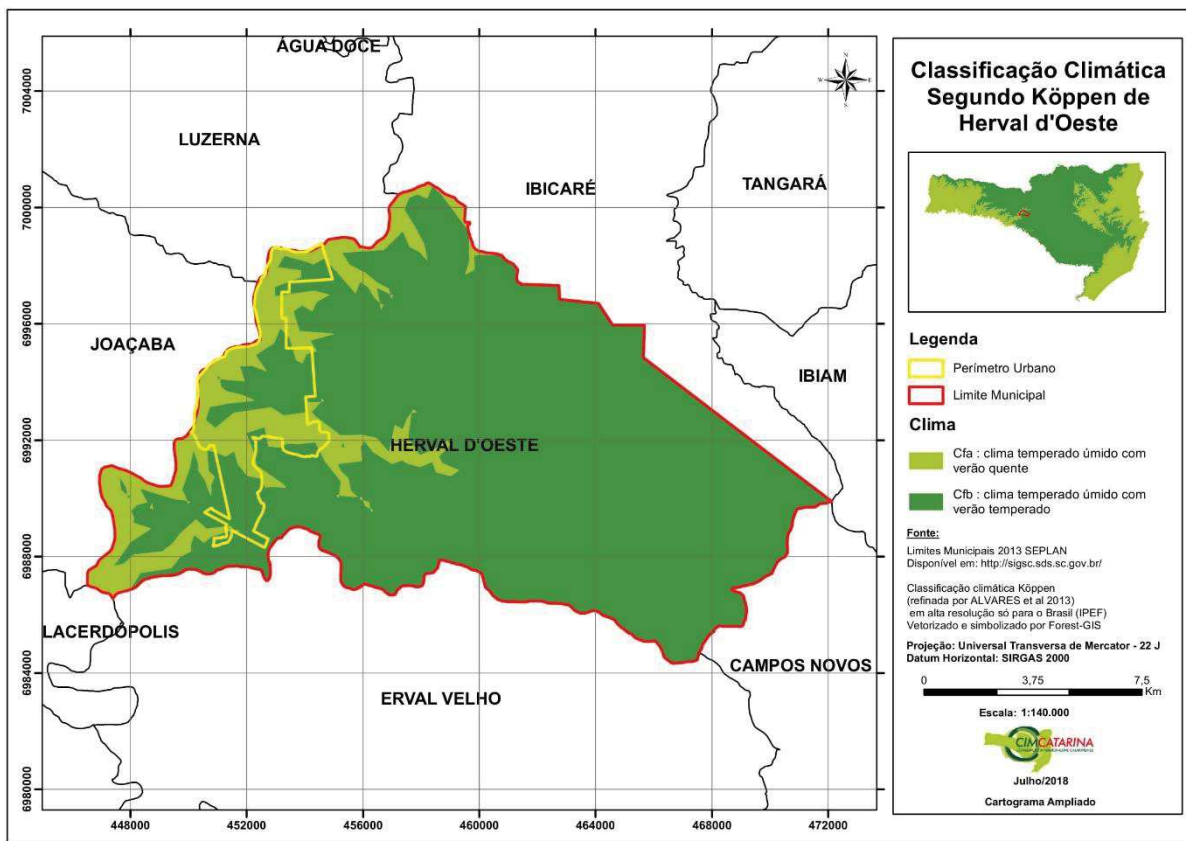 Classificação Climática
Segundo Köppen de
Herval d'Oeste
ÁGUA DOCE
LUZERNA
IBICARÉ
TANGARÁ
JOAÇABA
IBIAM
HERVAL D'OESTE
LACERDÓPOLIS
ERVAL VELHO
CAMPOS NOVOS
N
E
S
W
7004000
7000000
6996000
6992000
6988000
6984000
6980000
448000
452000
456000
460000
464000
468000
472000
Legenda
Perímetro Urbano
Limite Municipal
Clima
Cfa : clima temperado úmido com
verão quente
Cfb : clima temperado úmido com
verão temperado
Fonte:
Limites Municipais 2013 SEPLAN
Disponível em: http://sigsc.sds.sc.gov.br/
Classificação climática Köppen
(refinada por ALVARES et al 2013)
em alta resolução só para o Brasil (IPEF)
Vetorizado e simbolizado por Forest-GIS
Projeção: Universal Transversa de Mercator - 22 J
Datum Horizontal: SIRGAS 2000
0 3,75 7,5
Km
Escala: 1:140.000
CIMCATARINA
Julho/2018
Cartograma Ampliado